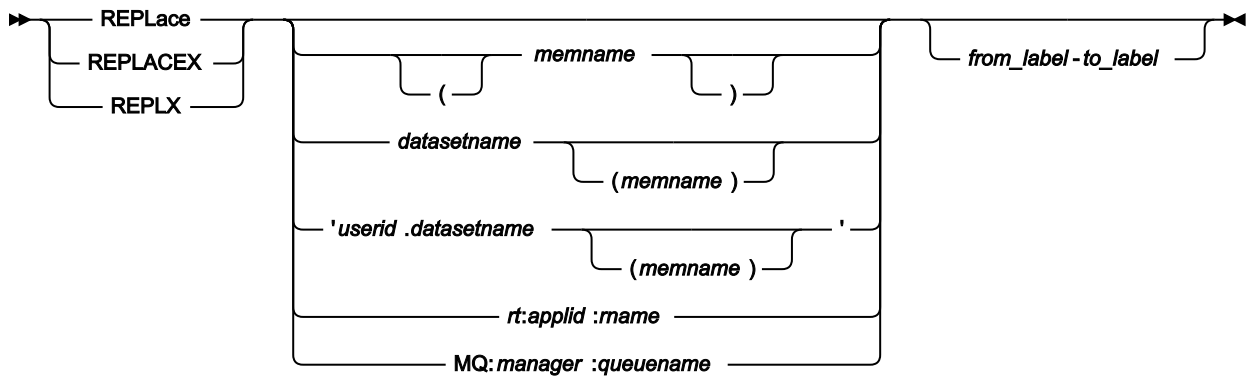 REPLace
REPLACEX
REPLX
memname
( )
datasetname
(memname )
'userid .datasetname '
(memname )
rt:applid :rname
MQ:manager :queuename
from_label -to_label